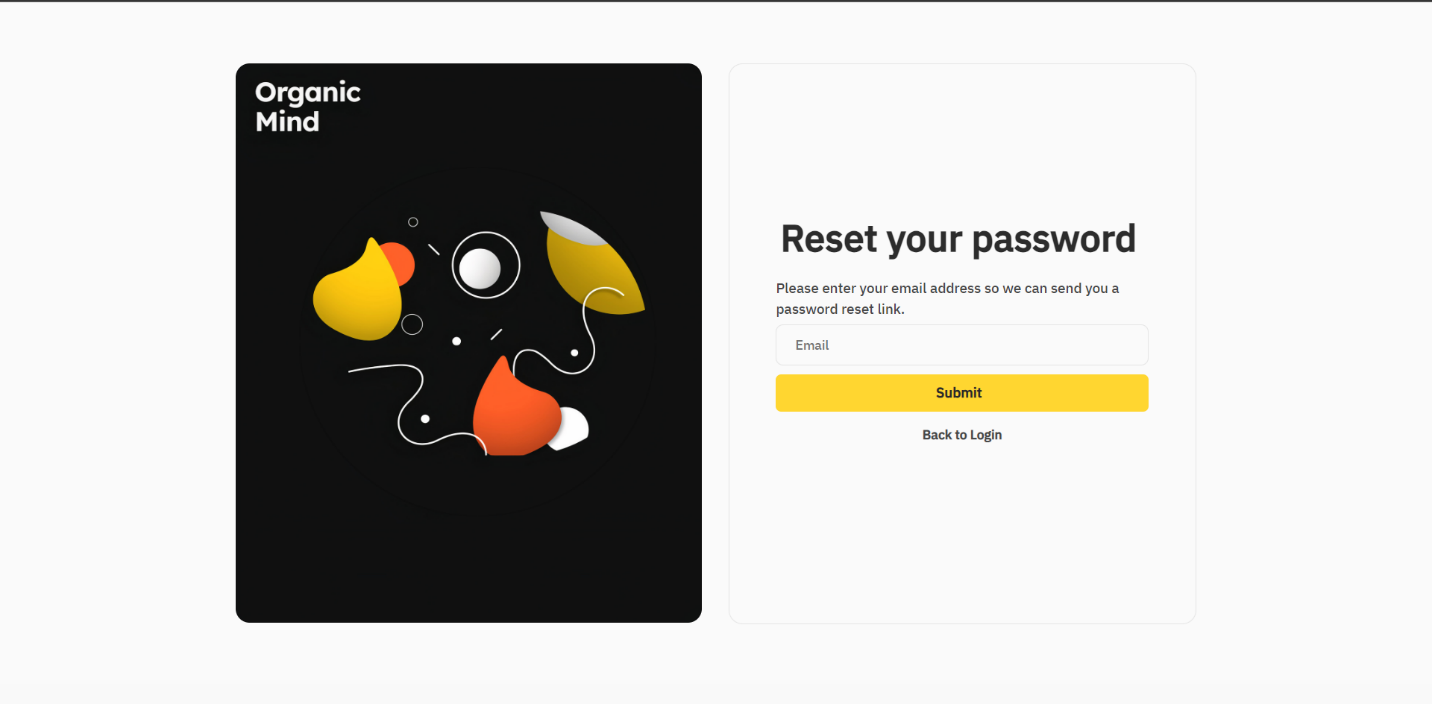 Organic
Mind
Reset your password
Please enter your email address so we can send you a
password reset link.
Email
Submit
Back to Login